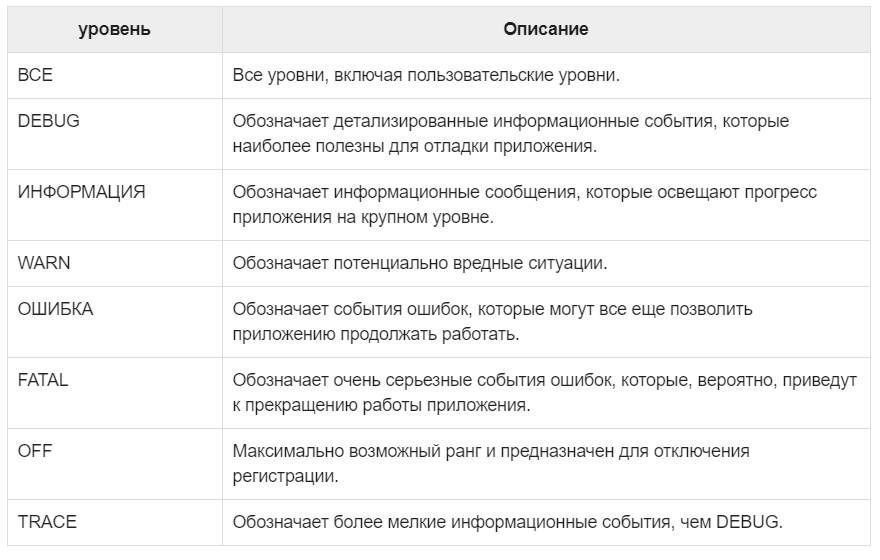 уровень
Описание
ВСЕ
Все уровни, включая пользовательские уровни.
DEBUG
Обозначает детализированные информационные события, которые
наиболее полезны для отладки приложения.
ИНФОРМАЦИЯ
Обозначает информационные сообщения, которые освещают прогресс
приложения на крупном уровне.
WARN
Обозначает потенциально вредные ситуации.
ОШИБКА
Обозначает события ошибок, которые могут все еще позволить
приложению продолжать работать.
FATAL
Обозначает очень серьезные события ошибок, которые, вероятно, приведут
к прекращению работы приложения.
OFF
Максимально возможный ранг и предназначен для отключения
регистрации.
TRACE
Обозначает более мелкие информационные события, чем DEBUG.